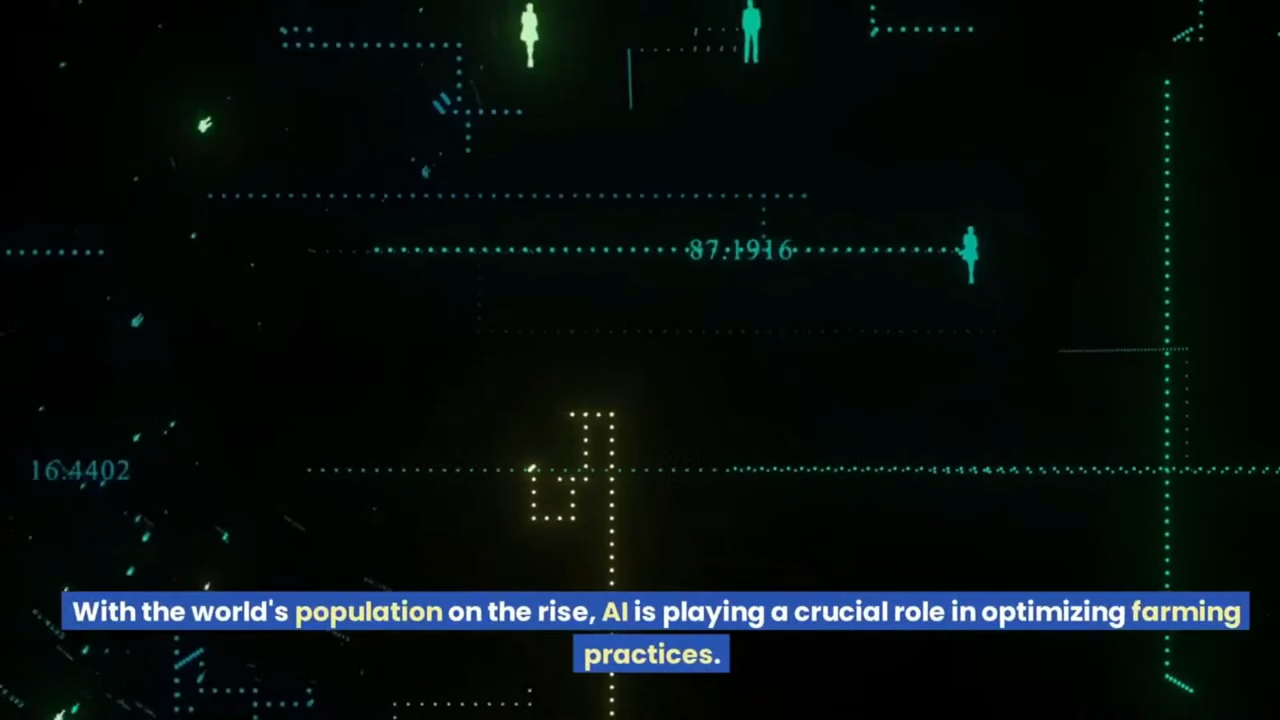 87.1916
16.4402
With the world's population on the rise, AI is playing a crucial role in optimizing farming
practices.